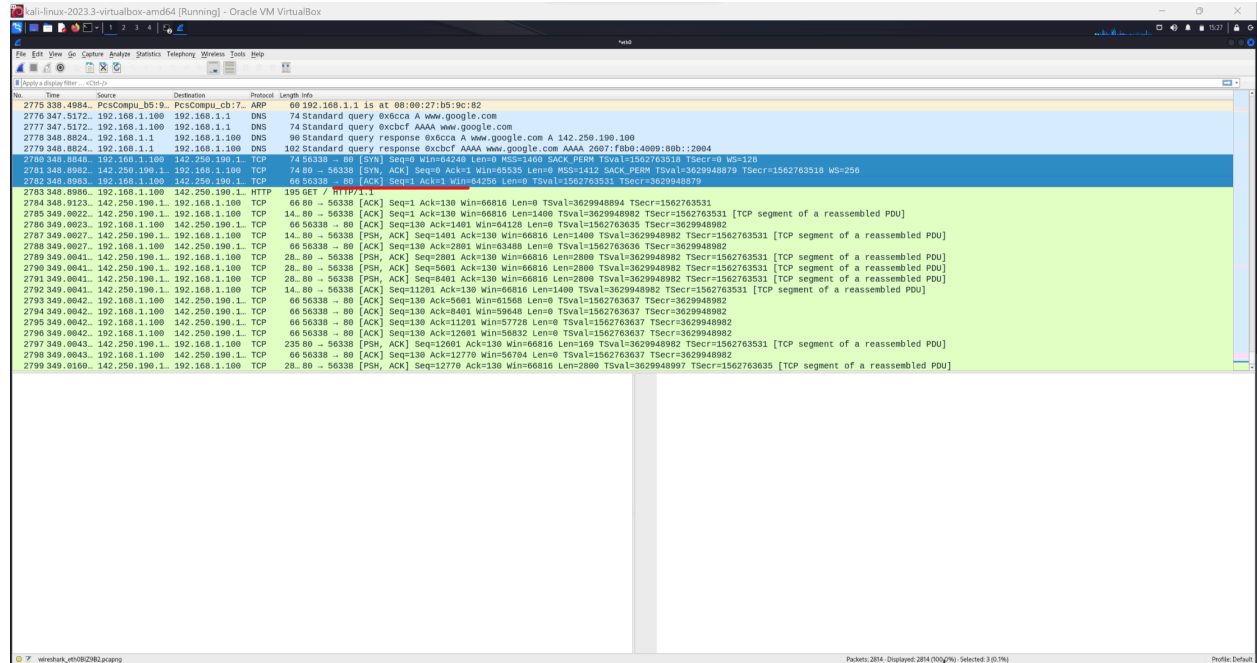 kali-linux-2023.3-virtualbox-amd64 [Running] - Oracle VM VirtualBox
1 2 3 4 15:27
*eth0
File Edit View Go Capture Analyze Statistics Telephony Wireless Tools Help
Apply a display filter ... <Ctrl-/>
No. Time Source Destination Protocol Length Info
2775 338.4984… PcsCompu_b5:9… PcsCompu_cb:7… ARP 60 192.168.1.1 is at 08:00:27:b5:9c:82
2776 347.5172… 192.168.1.100 192.168.1.1 DNS 74 Standard query 0x6cca A www.google.com
2777 347.5172… 192.168.1.100 192.168.1.1 DNS 74 Standard query 0xcbcf AAAA www.google.com
2778 348.8824… 192.168.1.1 192.168.1.100 DNS 90 Standard query response 0x6cca A www.google.com A 142.250.190.100
2779 348.8824… 192.168.1.1 192.168.1.100 DNS 102 Standard query response 0xcbcf AAAA www.google.com AAAA 2607:f8b0:4009:80b::2004
2780 348.8848… 192.168.1.100 142.250.190.1… TCP 74 56338 → 80 [SYN] Seq=0 Win=64240 Len=0 MSS=1460 SACK_PERM TSval=1562763518 TSecr=0 WS=128
2781 348.8982… 142.250.190.1… 192.168.1.100 TCP 74 80 → 56338 [SYN, ACK] Seq=0 Ack=1 Win=65535 Len=0 MSS=1412 SACK_PERM TSval=3629948879 TSecr=1562763518 WS=256
2782 348.8983… 192.168.1.100 142.250.190.1… TCP 66 56338 → 80 [ACK] Seq=1 Ack=1 Win=64256 Len=0 TSval=1562763531 TSecr=3629948879
2783 348.8986… 192.168.1.100 142.250.190.1… HTTP 195 GET / HTTP/1.1
2784 348.9123… 142.250.190.1… 192.168.1.100 TCP 66 80 → 56338 [ACK] Seq=1 Ack=130 Win=66816 Len=0 TSval=3629948894 TSecr=1562763531
2785 349.0022… 142.250.190.1… 192.168.1.100 TCP 14… 80 → 56338 [ACK] Seq=1 Ack=130 Win=66816 Len=1400 TSval=3629948982 TSecr=1562763531 [TCP segment of a reassembled PDU]
2786 349.0023… 192.168.1.100 142.250.190.1… TCP 66 56338 → 80 [ACK] Seq=130 Ack=1401 Win=64128 Len=0 TSval=1562763635 TSecr=3629948982
2787 349.0027… 142.250.190.1… 192.168.1.100 TCP 14… 80 → 56338 [PSH, ACK] Seq=1401 Ack=130 Win=66816 Len=1400 TSval=3629948982 TSecr=1562763531 [TCP segment of a reassembled PDU]
2788 349.0027… 192.168.1.100 142.250.190.1… TCP 66 56338 → 80 [ACK] Seq=130 Ack=2801 Win=63488 Len=0 TSval=1562763636 TSecr=3629948982
2789 349.0041… 142.250.190.1… 192.168.1.100 TCP 28… 80 → 56338 [PSH, ACK] Seq=2801 Ack=130 Win=66816 Len=2800 TSval=3629948982 TSecr=1562763531 [TCP segment of a reassembled PDU]
2790 349.0041… 142.250.190.1… 192.168.1.100 TCP 28… 80 → 56338 [PSH, ACK] Seq=5601 Ack=130 Win=66816 Len=2800 TSval=3629948982 TSecr=1562763531 [TCP segment of a reassembled PDU]
2791 349.0041… 142.250.190.1… 192.168.1.100 TCP 28… 80 → 56338 [PSH, ACK] Seq=8401 Ack=130 Win=66816 Len=2800 TSval=3629948982 TSecr=1562763531 [TCP segment of a reassembled PDU]
2792 349.0041… 142.250.190.1… 192.168.1.100 TCP 14… 80 → 56338 [ACK] Seq=11201 Ack=130 Win=66816 Len=1400 TSval=3629948982 TSecr=1562763531 [TCP segment of a reassembled PDU]
2793 349.0042… 192.168.1.100 142.250.190.1… TCP 66 56338 → 80 [ACK] Seq=130 Ack=5601 Win=61568 Len=0 TSval=1562763637 TSecr=3629948982
2794 349.0042… 192.168.1.100 142.250.190.1… TCP 66 56338 → 80 [ACK] Seq=130 Ack=8401 Win=59648 Len=0 TSval=1562763637 TSecr=3629948982
2795 349.0042… 192.168.1.100 142.250.190.1… TCP 66 56338 → 80 [ACK] Seq=130 Ack=11201 Win=57728 Len=0 TSval=1562763637 TSecr=3629948982
2796 349.0042… 192.168.1.100 142.250.190.1… TCP 66 56338 → 80 [ACK] Seq=130 Ack=12601 Win=56832 Len=0 TSval=1562763637 TSecr=3629948982
2797 349.0043… 142.250.190.1… 192.168.1.100 TCP 235 80 → 56338 [PSH, ACK] Seq=12601 Ack=130 Win=66816 Len=169 TSval=3629948982 TSecr=1562763531 [TCP segment of a reassembled PDU]
2798 349.0043… 192.168.1.100 142.250.190.1… TCP 66 56338 → 80 [ACK] Seq=130 Ack=12770 Win=56704 Len=0 TSval=1562763637 TSecr=3629948982
2799 349.0160… 142.250.190.1… 192.168.1.100 TCP 28… 80 → 56338 [PSH, ACK] Seq=12770 Ack=130 Win=66816 Len=2800 TSval=3629948997 TSecr=1562763635 [TCP segment of a reassembled PDU]
wireshark_eth0BIZ9B2.pcapng Packets: 2814 · Displayed: 2814 (100.0%) · Selected: 3 (0.1%) Profile: Default